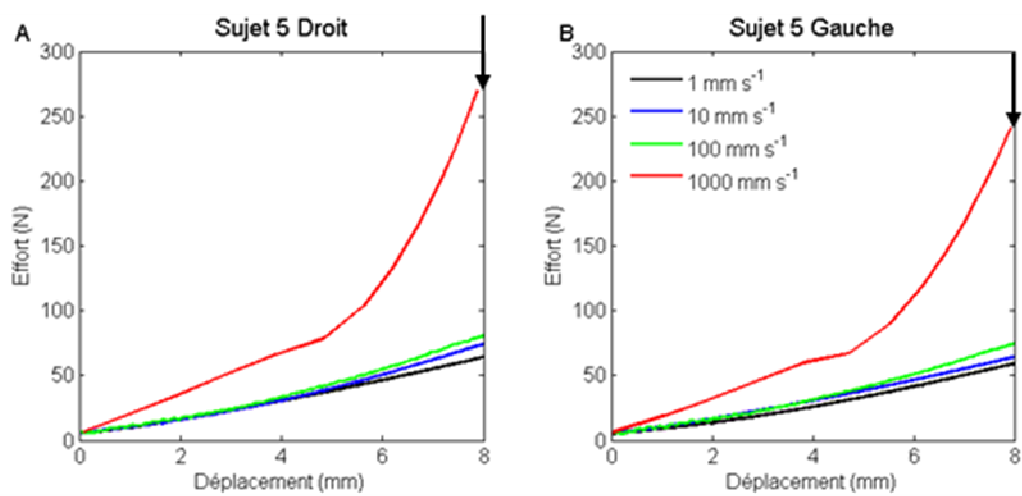 A
Sujet 5 Droit
300
250
200
150
100
50
0
Effort (N)
0 2 4 6 8
Déplacement (mm)
B
Sujet 5 Gauche
300
250
200
150
100
50
0
Effort (N)
1 mm s⁻¹
10 mm s⁻¹
100 mm s⁻¹
1000 mm s⁻¹
0 2 4 6 8
Déplacement (mm)